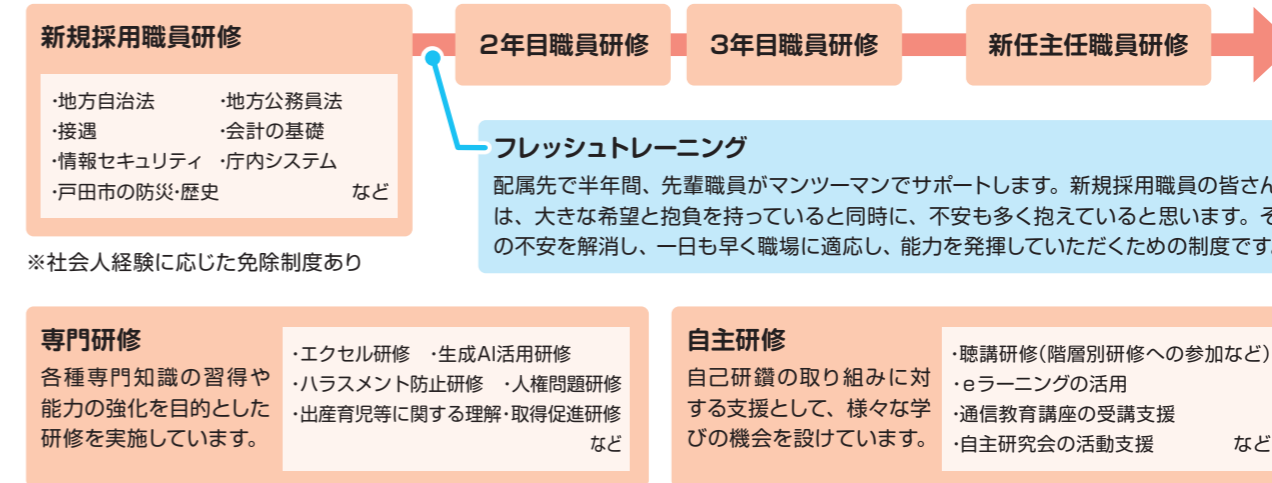 新規採用職員研修
・地方自治法　・地方公務員法
・接遇　・会計の基礎
・情報セキュリティ　・庁内システム
・戸田市の防災・歴史　など
※社会人経験に応じた免除制度あり
2年目職員研修
3年目職員研修
新任主任職員研修
フレッシュトレーニング
配属先で半年間、先輩職員がマンツーマンでサポートします。新規採用職員の皆さん
は、大きな希望と抱負を持っていると同時に、不安も多く抱えていると思います。そ
の不安を解消し、一日も早く職場に適応し、能力を発揮していただくための制度です。
専門研修
各種専門知識の習得や
能力の強化を目的とした
研修を実施しています。
・エクセル研修　・生成AI活用研修
・ハラスメント防止研修　・人権問題研修
・出産育児等に関する理解・取得促進研修
など
自主研修
自己研鑽の取り組みに対
する支援として、様々な学
びの機会を設けています。
・聴講研修(階層別研修への参加など)
・eラーニングの活用
・通信教育講座の受講支援
・自主研究会の活動支援　など